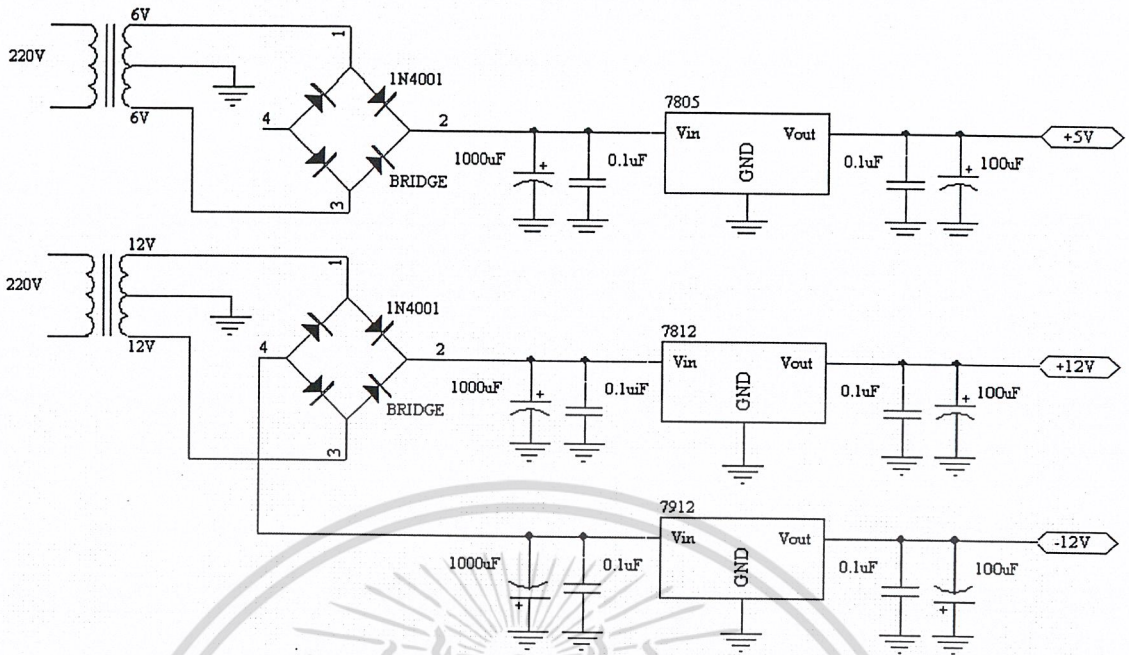 6V
220V
6V
1
1N4001
4
2
BRIDGE
3
1000uF
+
0.1uF
7805
Vin
Vout
GND
0.1uF
+
100uF
+5V
12V
220V
12V
1
1N4001
4
2
BRIDGE
3
1000uF
+
0.1uiF
7812
Vin
Vout
GND
0.1uF
+
100uF
+12V
1000uF
+
0.1uF
7912
Vin
Vout
GND
0.1uF
+
100uF
-12V